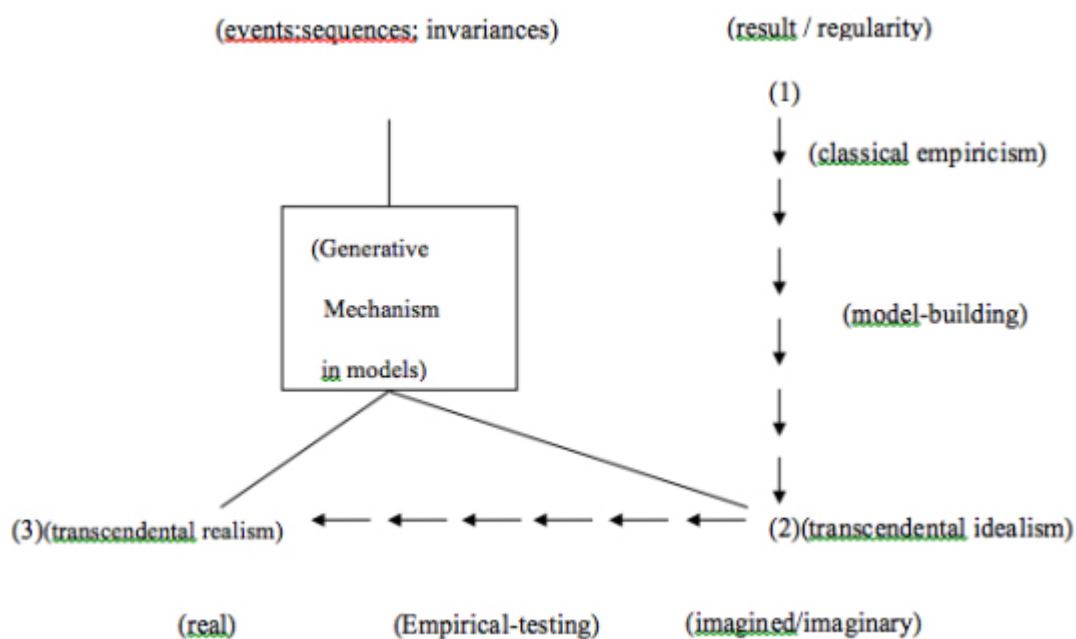 (events:sequences; invariances) (result / regularity)
(1)
(classical empiricism)
(Generative
Mechanism
in models)
(model-building)
(3)(transcendental realism) (2)(transcendental idealism)
(real) (Empirical-testing) (imagined/imaginary)